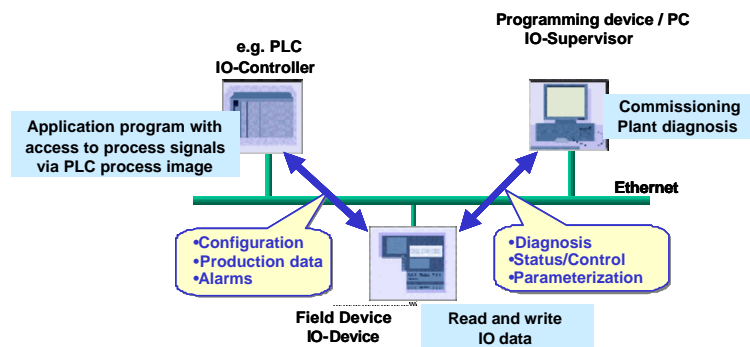 Programming device / PC
IO-Supervisor
e.g. PLC
IO-Controller
Application program with
access to process signals
via PLC process image
Commissioning
Plant diagnosis
Ethernet
•Configuration
•Production data
•Alarms
•Diagnosis
•Status/Control
•Parameterization
Field Device
IO-Device
Read and write
IO data